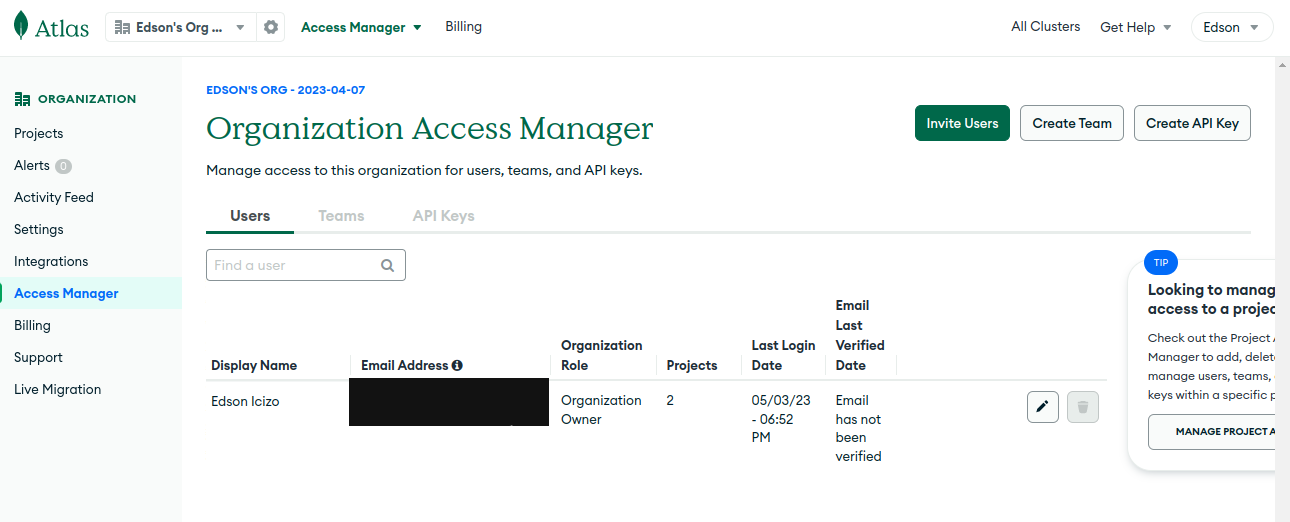 Atlas
Edson's Org ...
Access Manager
Billing
All Clusters
Get Help
Edson
ORGANIZATION
Projects
Alerts 0
Activity Feed
Settings
Integrations
Access Manager
Billing
Support
Live Migration
EDSON'S ORG - 2023-04-07
Organization Access Manager
Invite Users
Create Team
Create API Key
Manage access to this organization for users, teams, and API keys.
Users
Teams
API Keys
Find a user
Display Name
Email Address
Organization
Role
Projects
Last Login
Date
Email
Last
Verified
Date
Edson Icizo
Organization
Owner
2
05/03/23
- 06:52
PM
Email
has not
been
verified
TIP
Looking to manag
access to a projec
Check out the Project
Manager to add, delet
manage users, teams,
keys within a specific p
MANAGE PROJECT A